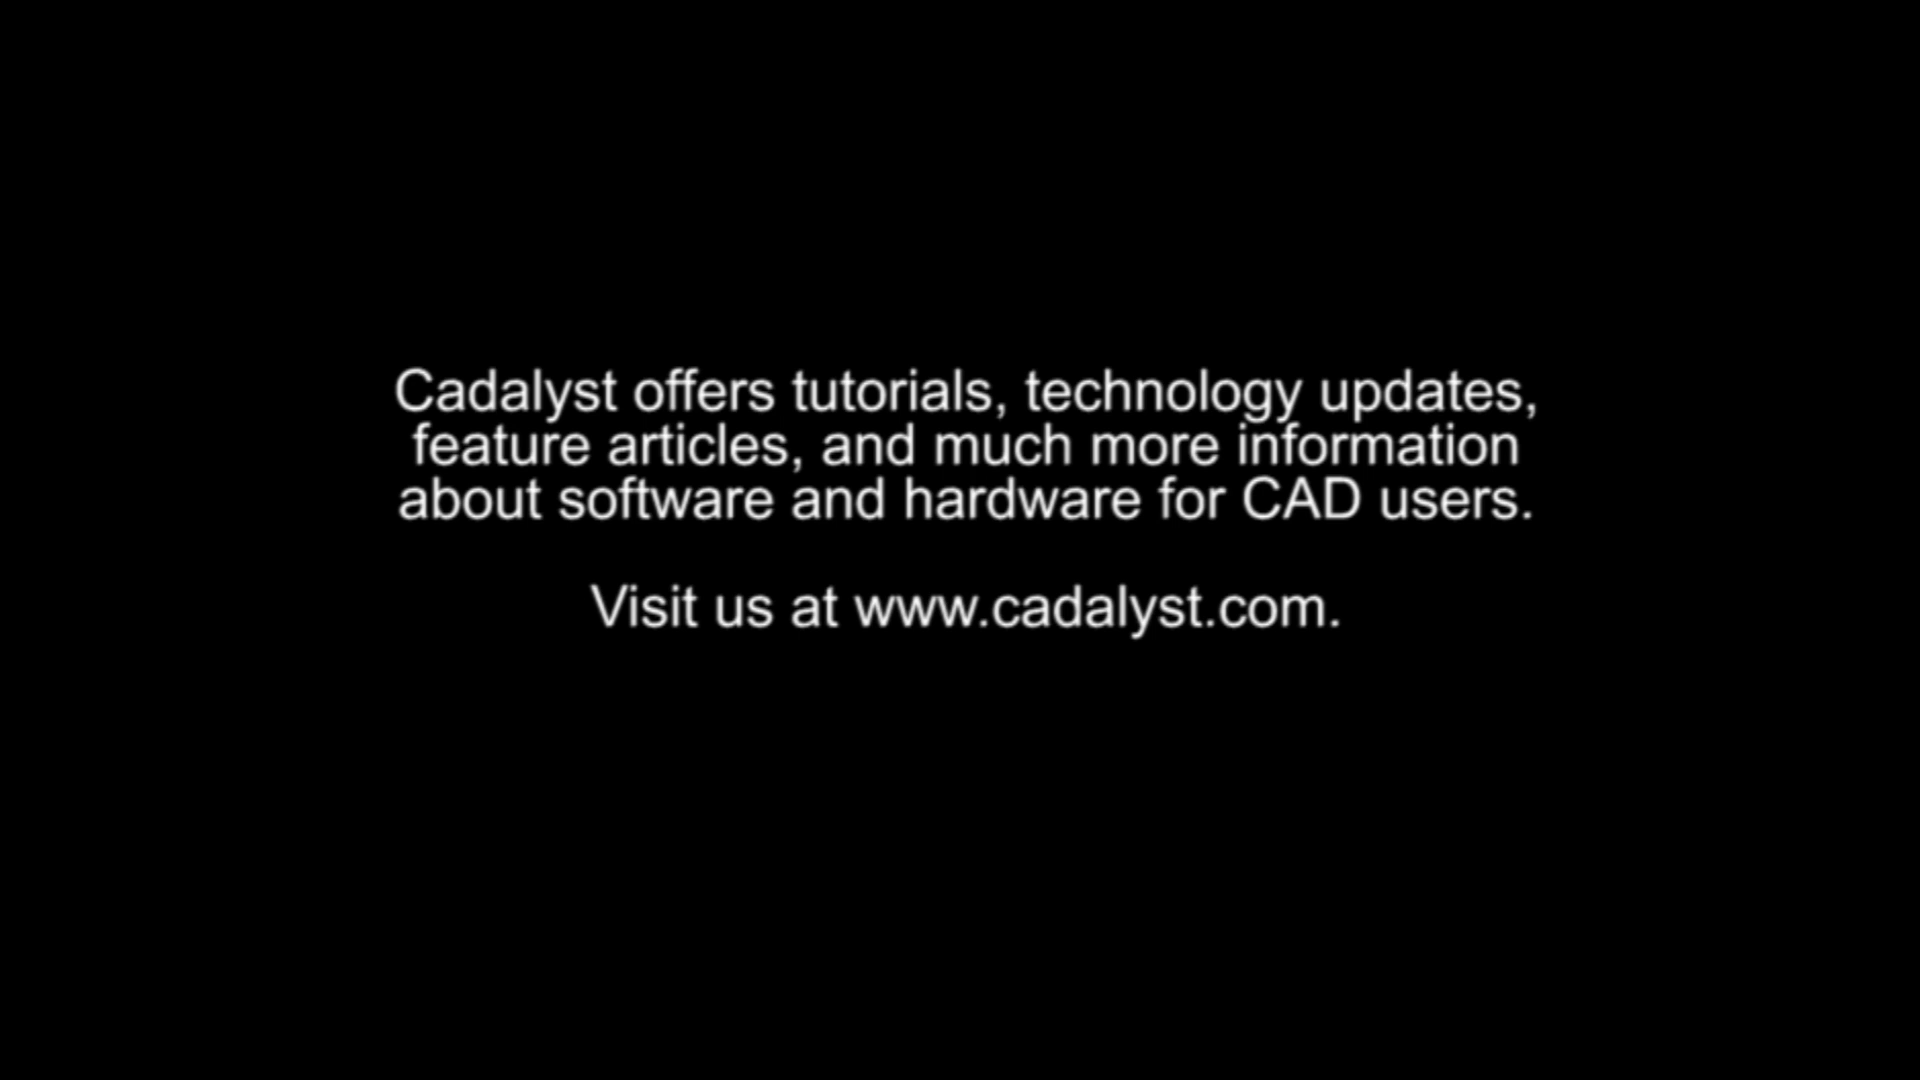 Cadalyst offers tutorials, technology updates,
feature articles, and much more information
about software and hardware for CAD users.
Visit us at www.cadalyst.com.